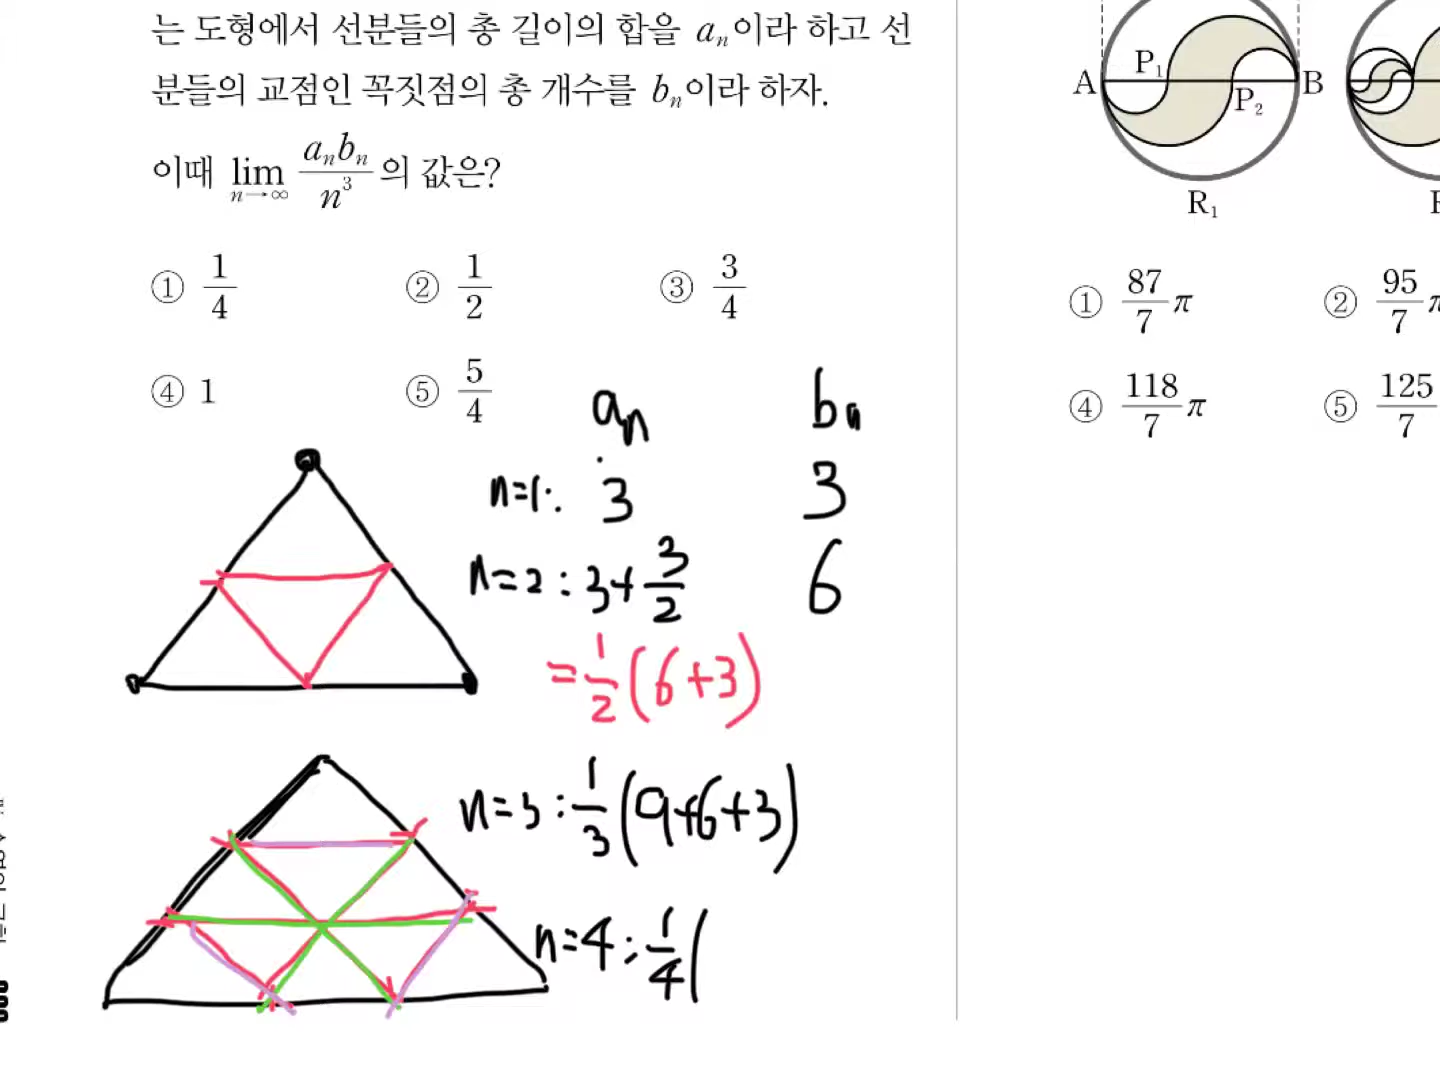 는 도형에서 선분들의 총 길이의 합을 aₙ이라 하고 선
분들의 교점인 꼭짓점의 총 개수를 bₙ이라 하자.
이때 lim n→∞ aₙbₙ/n³ 의 값은?
① 1/4 ② 1/2 ③ 3/4
④ 1 ⑤ 5/4
aₙ bₙ
n=1: 3 3
n=2: 3+3/2 6
=1/2(6+3)
n=3: 1/3(9+6+3)
n=4: 1/4(
A P₁ P₂ B
R₁
① 87/7 π ② 95/7
④ 118/7 π ⑤ 125/7